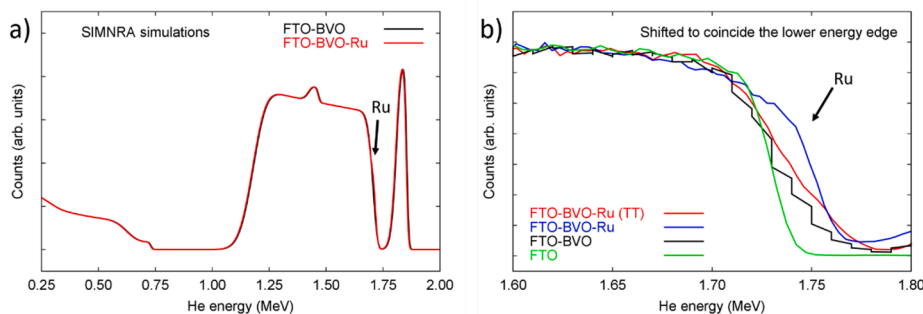 a)
SIMNRA simulations
FTO-BVO
FTO-BVO-Ru
Ru
Counts (arb. units)
0.25 0.50 0.75 1.00 1.25 1.50 1.75 2.00
He energy (MeV)
b)
Shifted to coincide the lower energy edge
Ru
Counts (arb. units)
FTO-BVO-Ru (TT)
FTO-BVO-Ru
FTO-BVO
FTO
1.60 1.65 1.70 1.75 1.80
He energy (MeV)